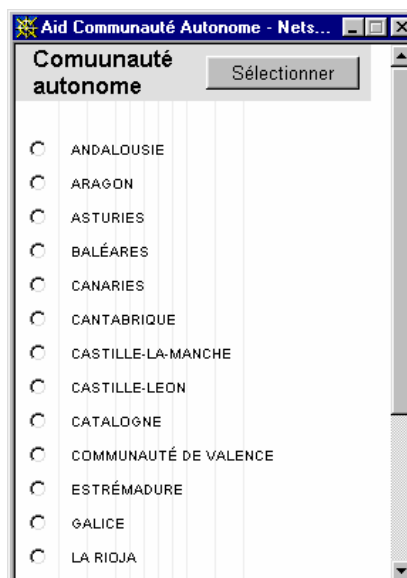 Aid Communauté Autonome - Nets...
Comuunauté
autonome
Sélectionner
ANDALOUSIE
ARAGON
ASTURIES
BALÉARES
CANARIES
CANTABRIQUE
CASTILLE-LA-MANCHE
CASTILLE-LEON
CATALOGNE
COMMUNAUTÉ DE VALENCE
ESTRÉMADURE
GALICE
LA RIOJA